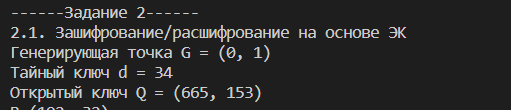 ------Задание 2------
2.1. Зашифрование/расшифрование на основе ЭК
Генерирующая точка G = (0, 1)
Тайный ключ d = 34
Открытый ключ Q = (665, 153)